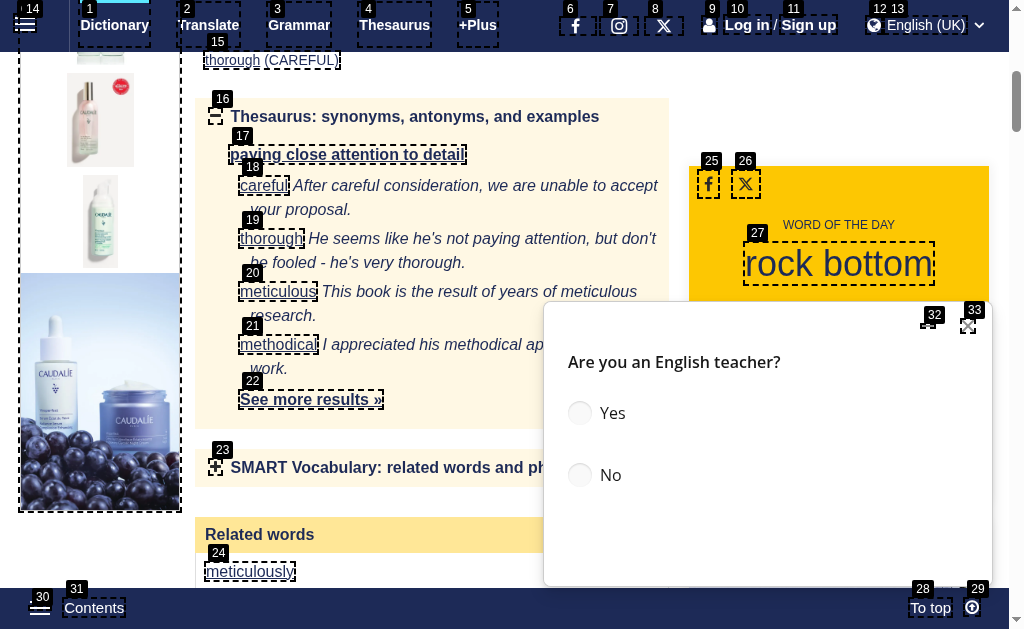 14
1
Dictionary
2
Translate
3
Grammar
4
Thesaurus
5
+Plus
6
7
8
9
10
Log in / Sign up
11
12 13
English (UK)
15
thorough (CAREFUL)
16
Thesaurus: synonyms, antonyms, and examples
17
paying close attention to detail
18
careful After careful consideration, we are unable to accept
your proposal.
19
thorough He seems like he's not paying attention, but don't
be fooled - he's very thorough.
20
meticulous This book is the result of years of meticulous
research.
21
methodical I appreciated his methodical ap
work.
22
See more results »
23
SMART Vocabulary: related words and ph
Related words
24
meticulously
CAUDALIE
CAUDALIE
25
26
WORD OF THE DAY
27
rock bottom
32
33
Are you an English teacher?
Yes
No
30
31
Contents
28
To top
29